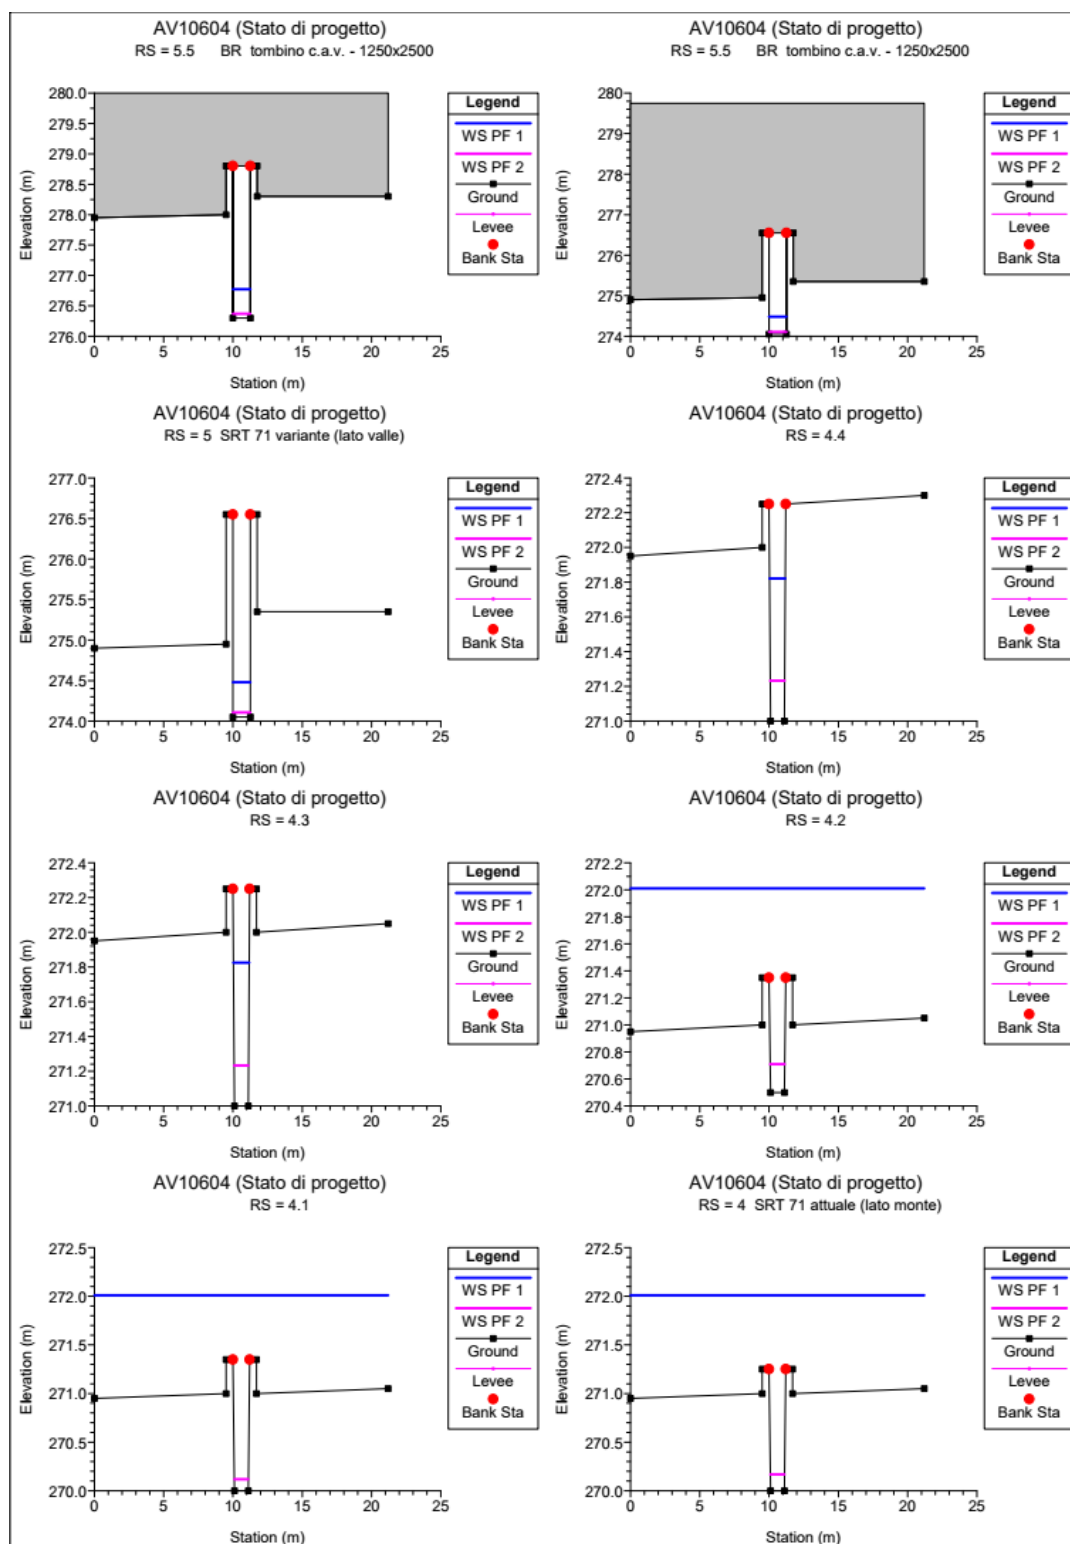 AV10604 (Stato di progetto)
RS = 5.5 BR tombino c.a.v. - 1250x2500
280.0
279.5
279.0
278.5
278.0
277.5
277.0
276.5
276.0
Elevation (m)
0 5 10 15 20 25
Station (m)
Legend
WS PF 1
WS PF 2
Ground
Levee
Bank Sta
AV10604 (Stato di progetto)
RS = 5.5 BR tombino c.a.v. - 1250x2500
280
279
278
277
276
275
274
Elevation (m)
0 5 10 15 20 25
Station (m)
Legend
WS PF 1
WS PF 2
Ground
Levee
Bank Sta
AV10604 (Stato di progetto)
RS = 5 SRT 71 variante (lato valle)
277.0
276.5
276.0
275.5
275.0
274.5
274.0
Elevation (m)
0 5 10 15 20 25
Station (m)
Legend
WS PF 1
WS PF 2
Ground
Levee
Bank Sta
AV10604 (Stato di progetto)
RS = 4.4
272.4
272.2
272.0
271.8
271.6
271.4
271.2
271.0
Elevation (m)
0 5 10 15 20 25
Station (m)
Legend
WS PF 1
WS PF 2
Ground
Levee
Bank Sta
AV10604 (Stato di progetto)
RS = 4.3
272.4
272.2
272.0
271.8
271.6
271.4
271.2
271.0
Elevation (m)
0 5 10 15 20 25
Station (m)
Legend
WS PF 1
WS PF 2
Ground
Levee
Bank Sta
AV10604 (Stato di progetto)
RS = 4.2
272.2
272.0
271.8
271.6
271.4
271.2
271.0
270.8
270.6
270.4
Elevation (m)
0 5 10 15 20 25
Station (m)
Legend
WS PF 1
WS PF 2
Ground
Levee
Bank Sta
AV10604 (Stato di progetto)
RS = 4.1
272.5
272.0
271.5
271.0
270.5
270.0
Elevation (m)
0 5 10 15 20 25
Station (m)
Legend
WS PF 1
WS PF 2
Ground
Levee
Bank Sta
AV10604 (Stato di progetto)
RS = 4 SRT 71 attuale (lato monte)
272.5
272.0
271.5
271.0
270.5
270.0
Elevation (m)
0 5 10 15 20 25
Station (m)
Legend
WS PF 1
WS PF 2
Ground
Levee
Bank Sta